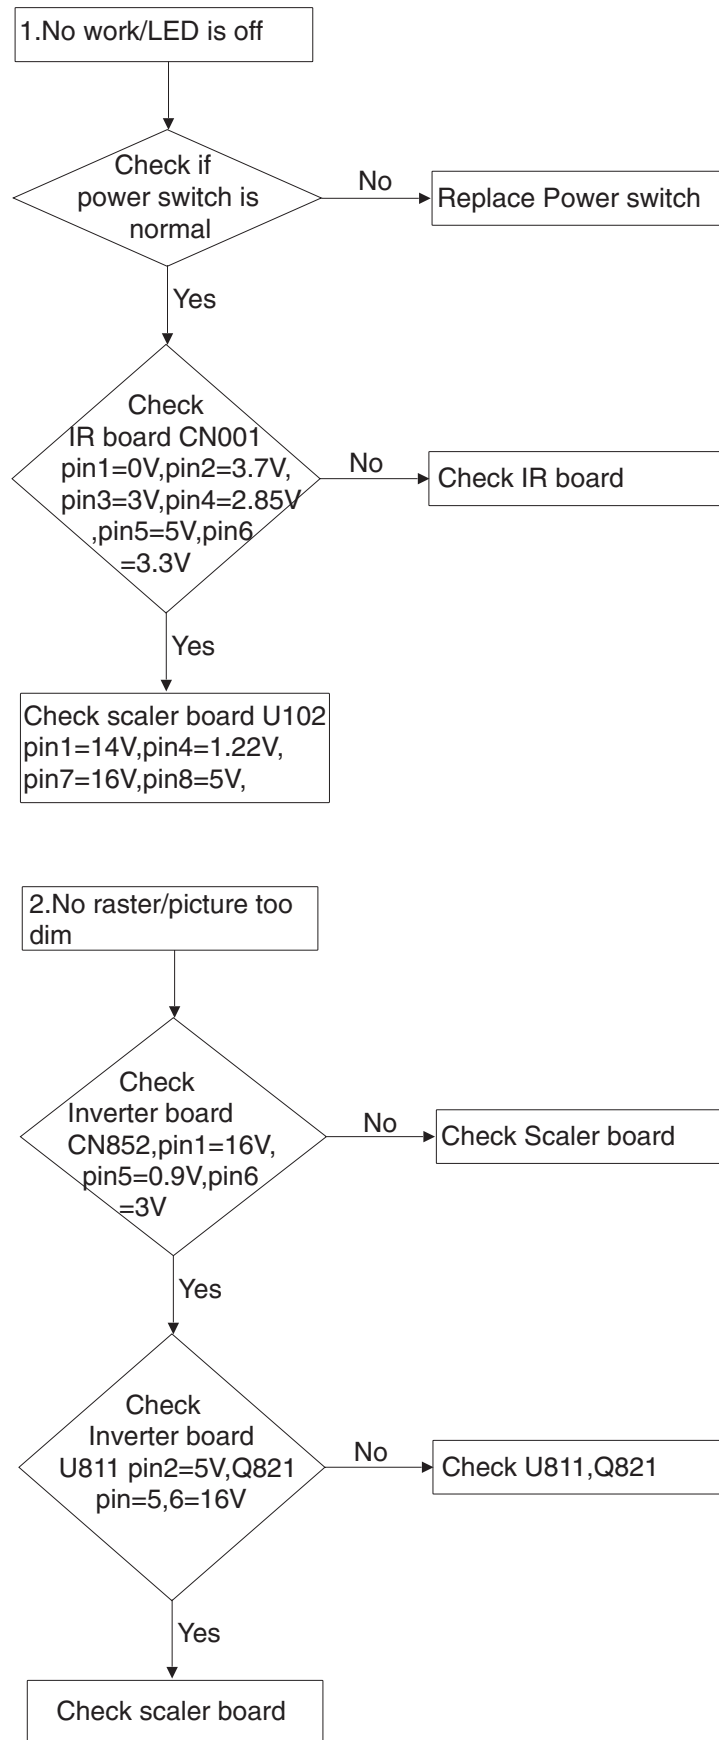 1.No work/LED is off
Check if
power switch is
normal
No
Replace Power switch
Yes
Check
IR board CN001
pin1=0V,pin2=3.7V,
pin3=3V,pin4=2.85V
,pin5=5V,pin6
=3.3V
No
Check IR board
Yes
Check scaler board U102
pin1=14V,pin4=1.22V,
pin7=16V,pin8=5V,
2.No raster/picture too
dim
Check
Inverter board
CN852,pin1=16V,
pin5=0.9V,pin6
=3V
No
Check Scaler board
Yes
Check
Inverter board
U811 pin2=5V,Q821
pin=5,6=16V
No
Check U811,Q821
Yes
Check scaler board